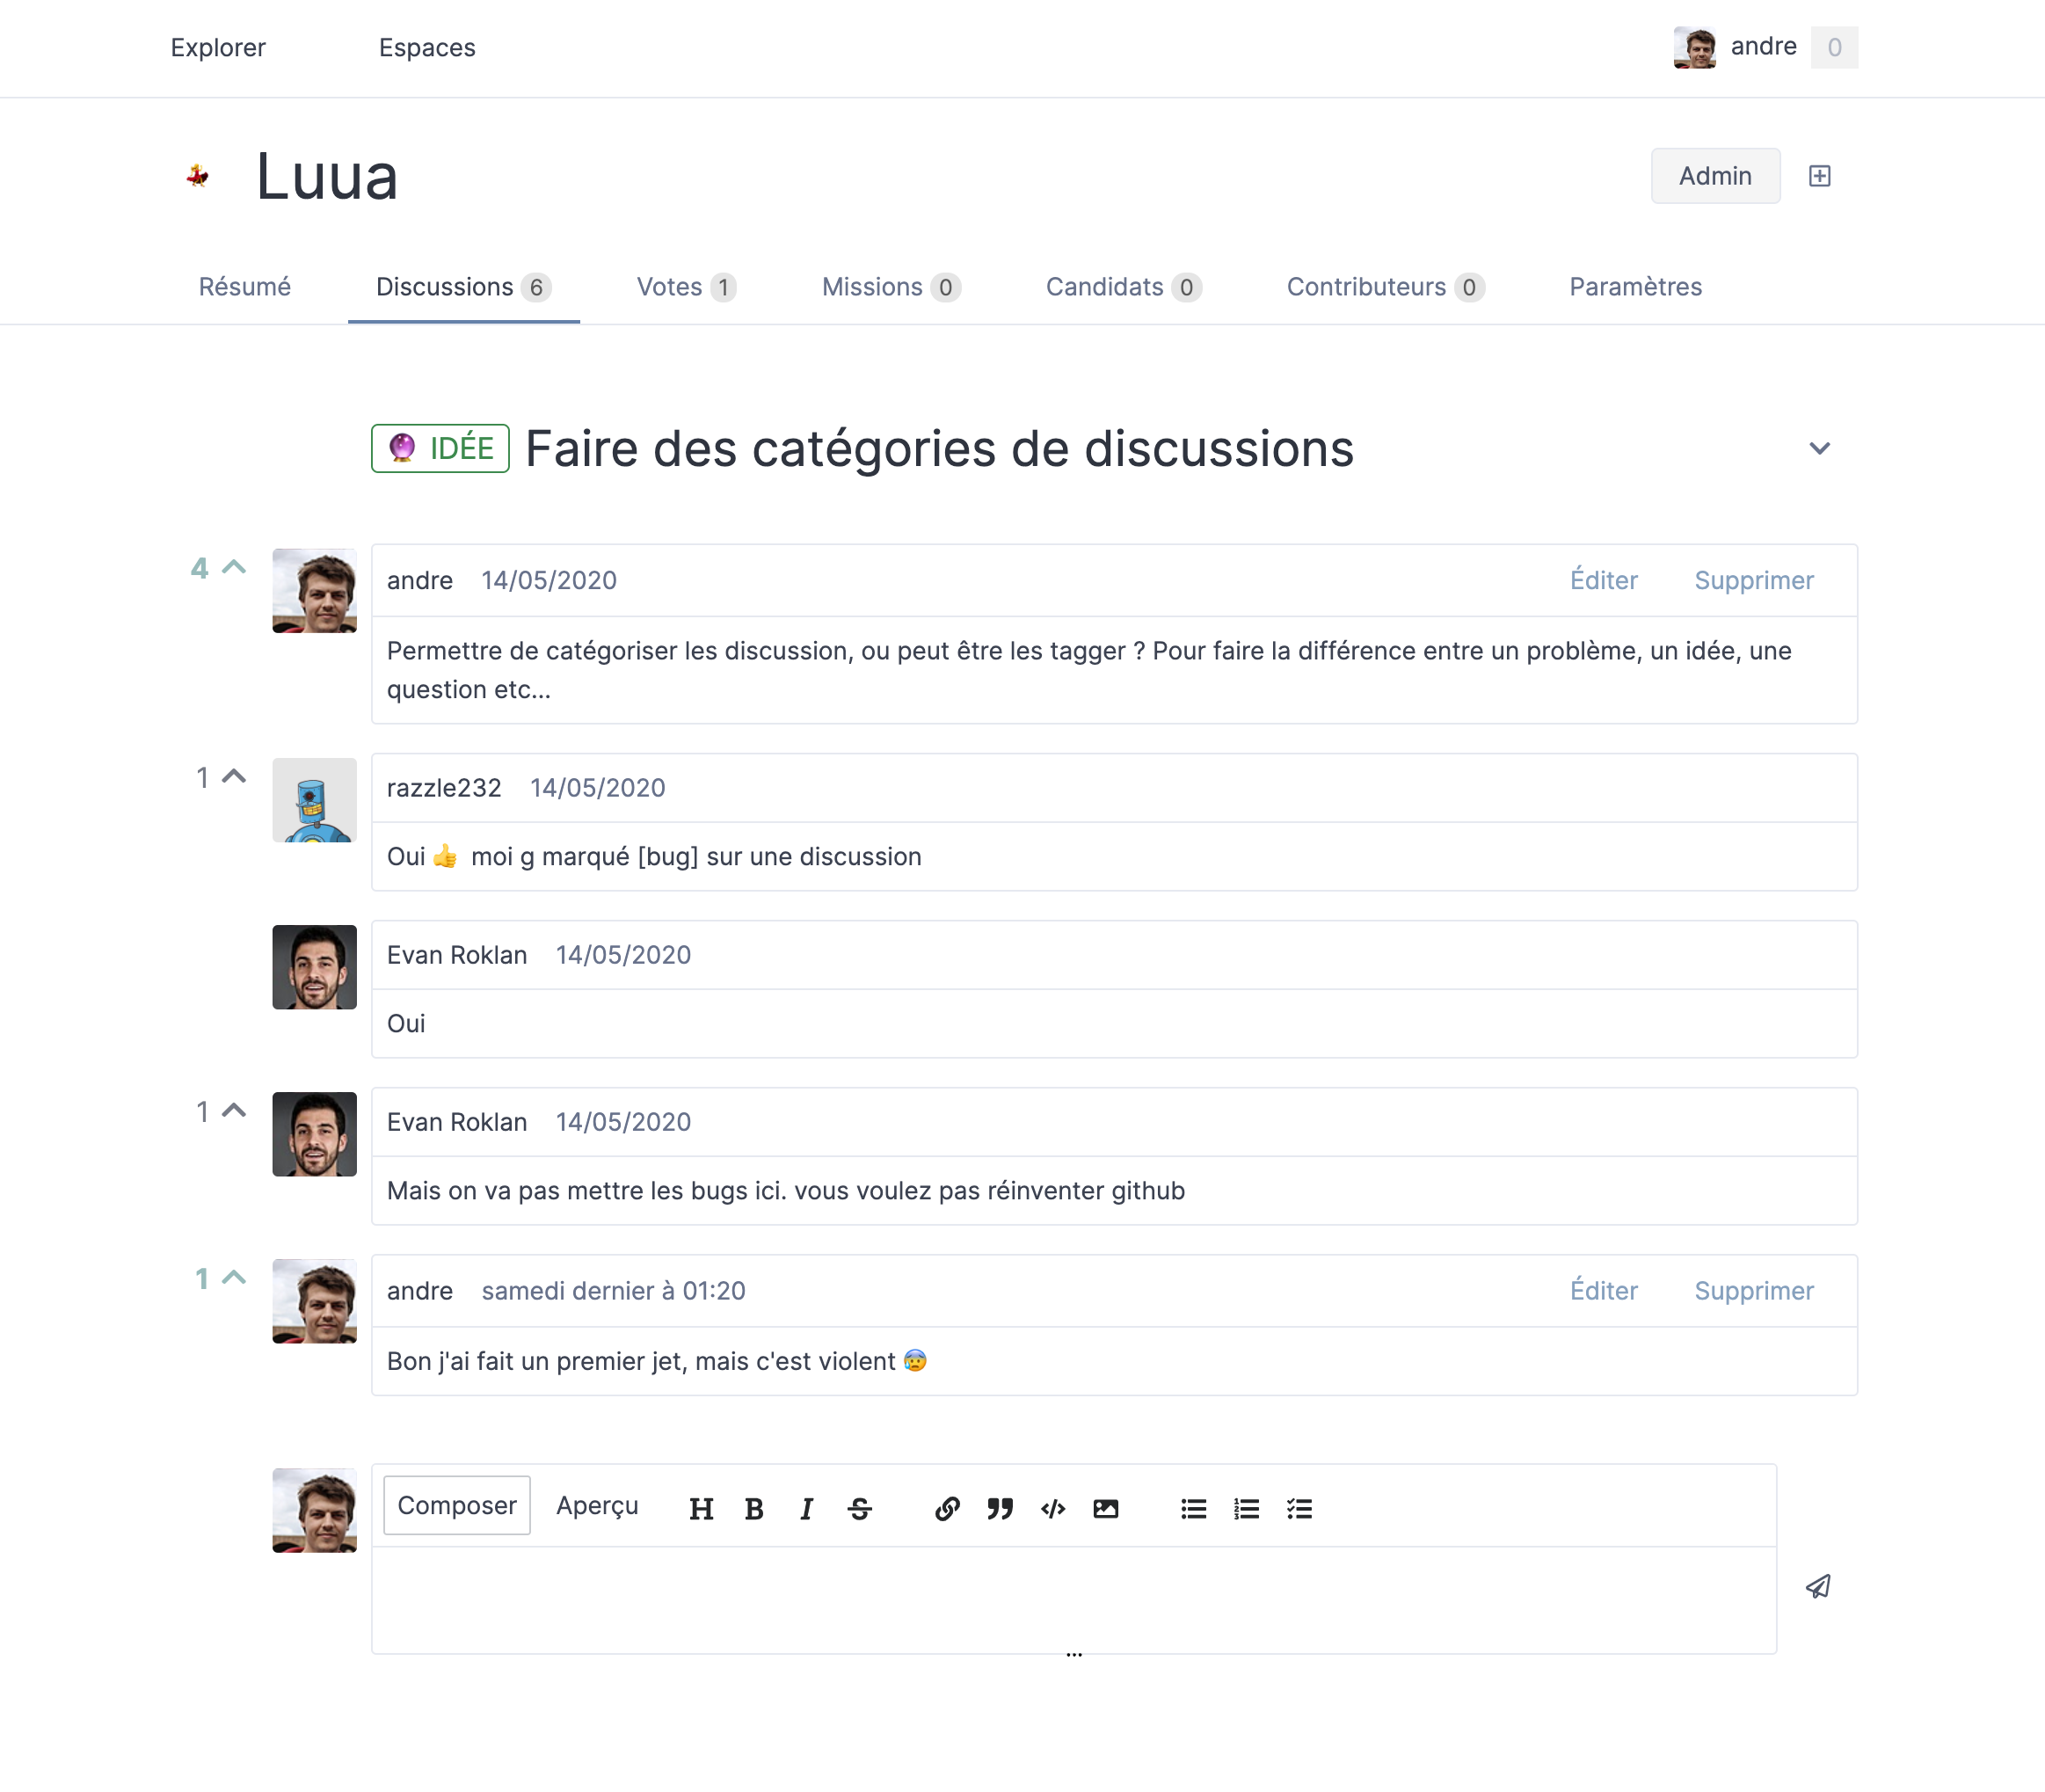 Explorer Espaces andre 0
Luua Admin
Résumé Discussions 6 Votes 1 Missions 0 Candidats 0 Contributeurs 0 Paramètres
🔮 IDÉE Faire des catégories de discussions
4 andre 14/05/2020 Éditer Supprimer
Permettre de catégoriser les discussion, ou peut être les tagger ? Pour faire la différence entre un problème, un idée, une
question etc...
1 razzle232 14/05/2020
Oui 👍 moi g marqué [bug] sur une discussion
Evan Roklan 14/05/2020
Oui
1 Evan Roklan 14/05/2020
Mais on va pas mettre les bugs ici. vous voulez pas réinventer github
1 andre samedi dernier à 01:20 Éditer Supprimer
Bon j'ai fait un premier jet, mais c'est violent 😰
Composer Aperçu H B I S
...